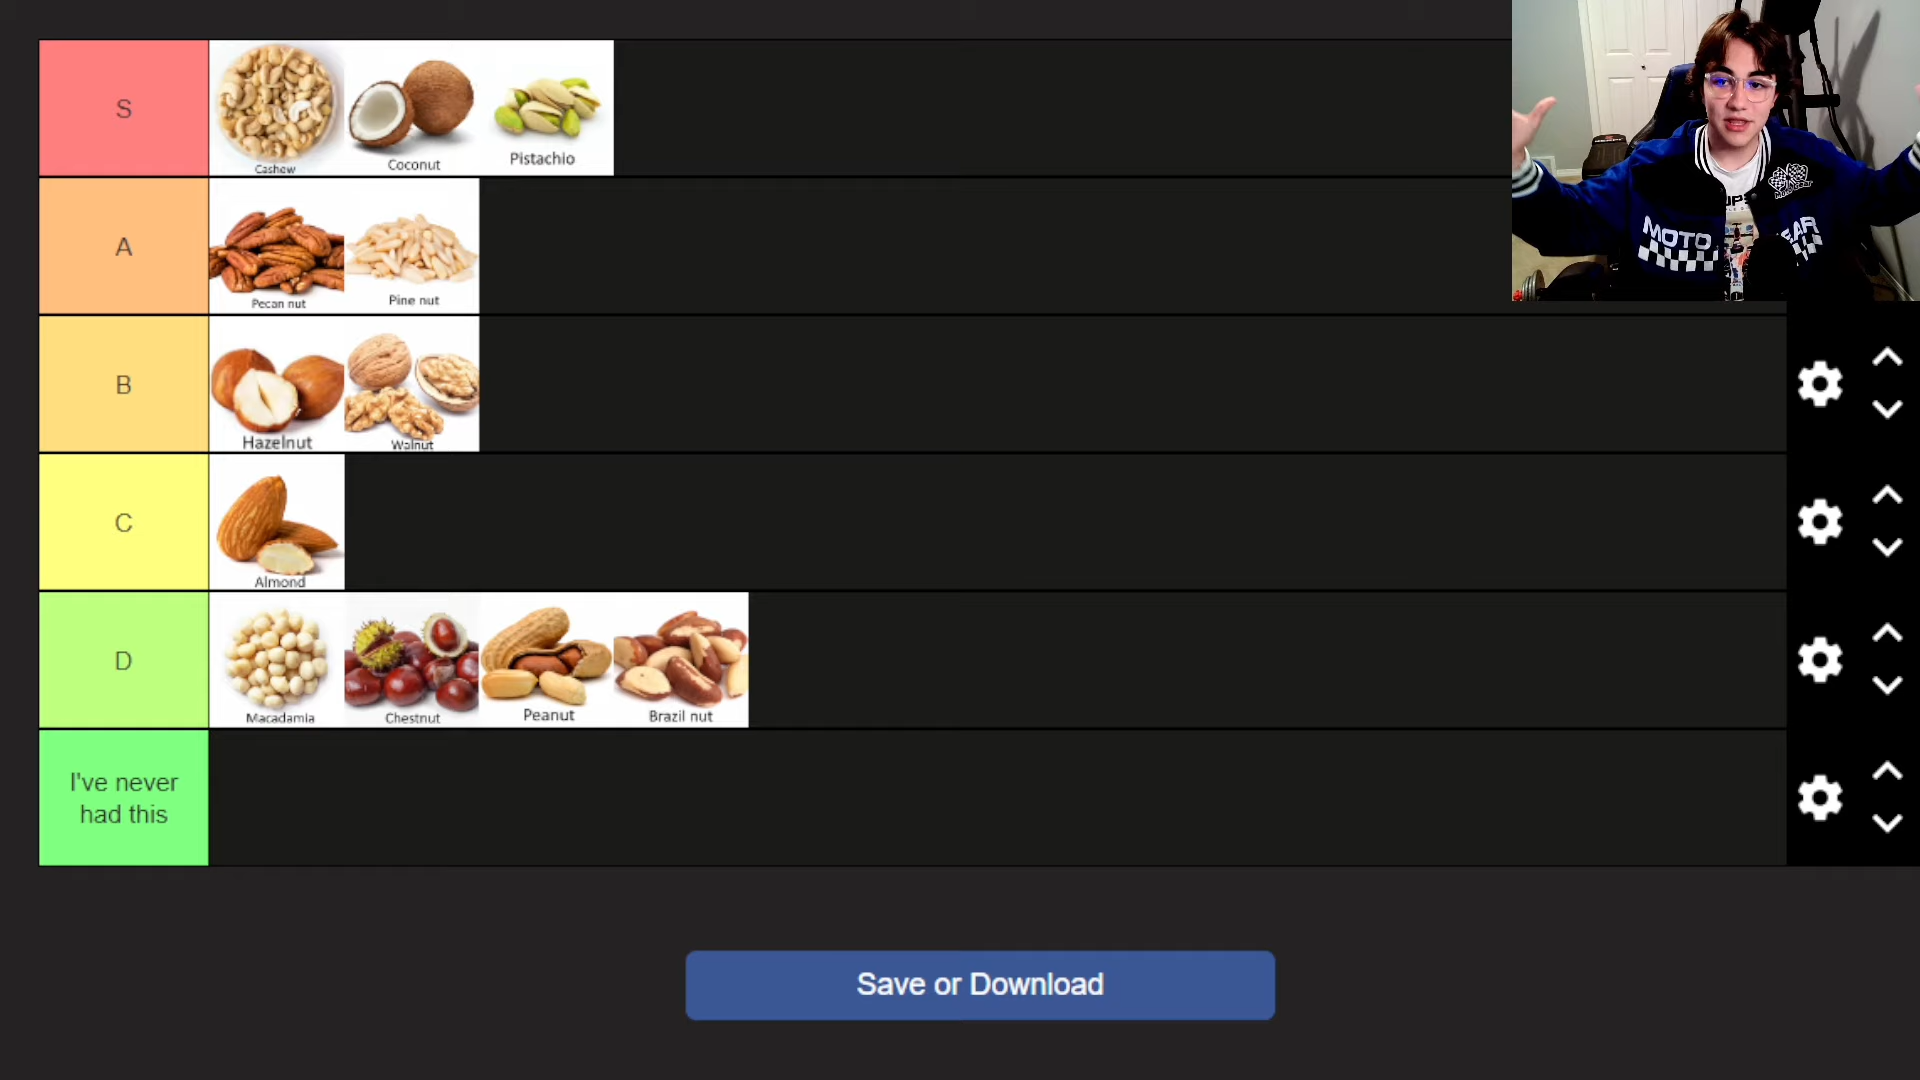 S
Cashew
Coconut
Pistachio
A
Pecan nut
Pine nut
B
Hazelnut
Walnut
C
Almond
D
Macadamia
Chestnut
Peanut
Brazil nut
I've never
had this
Save or Download
MOTO